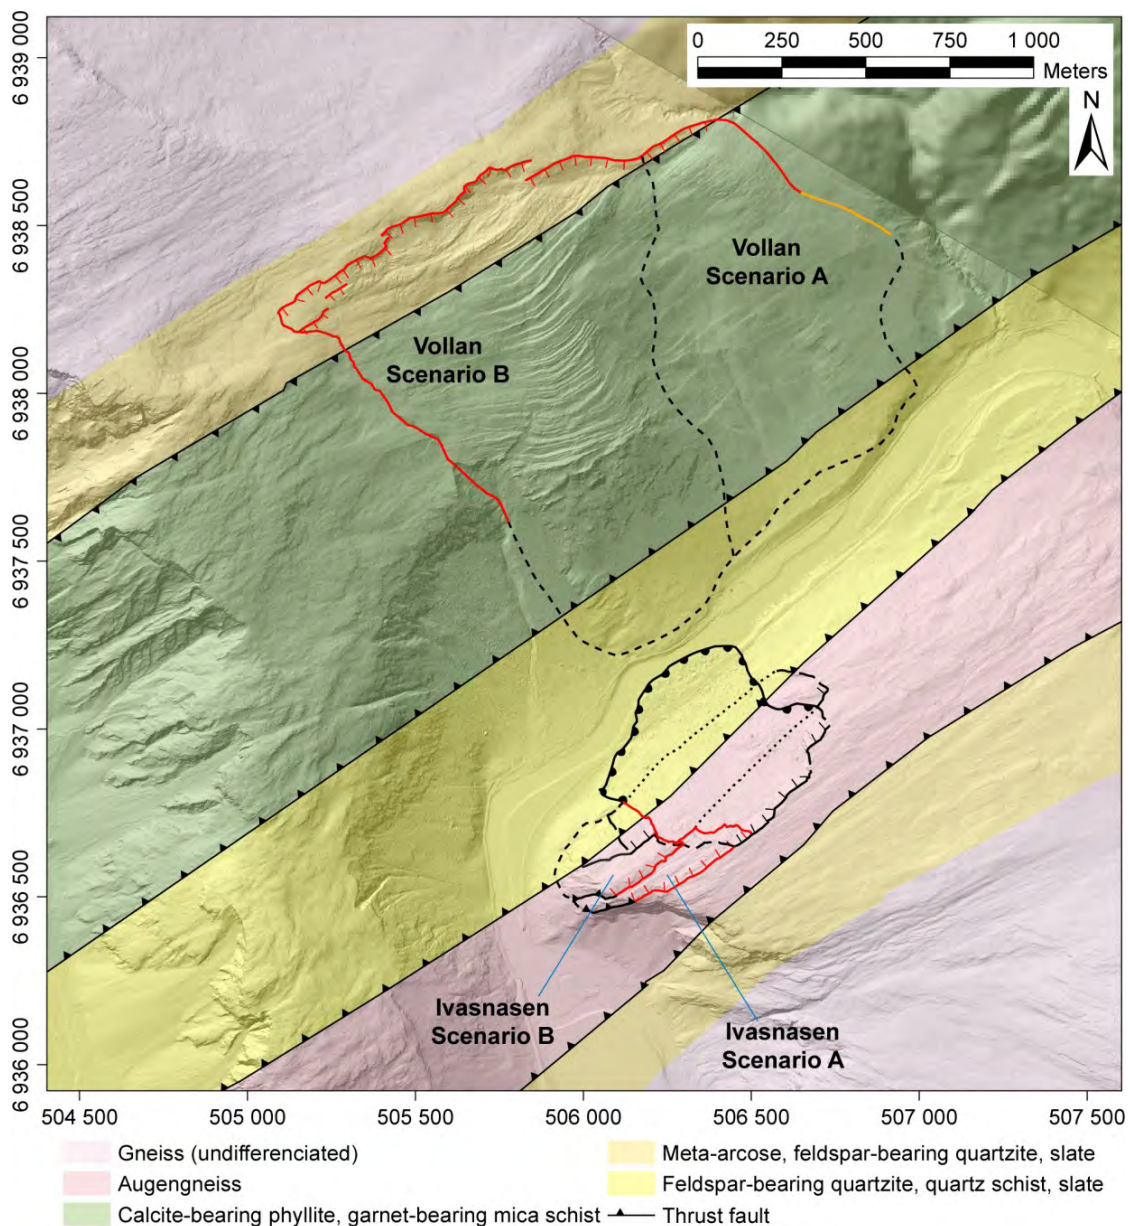 0 250 500 750 1 000
Meters
N
6 939 000
6 938 500
6 938 000
6 937 500
6 937 000
6 936 500
6 936 000
Vollan
Scenario A
Vollan
Scenario B
Ivasnasen
Scenario B
Ivasnasen
Scenario A
504 500 505 000 505 500 506 000 506 500 507 000 507 500
Gneiss (undifferenciated)
Augengneiss
Calcite-bearing phyllite, garnet-bearing mica schist
Meta-arcose, feldspar-bearing quartzite, slate
Feldspar-bearing quartzite, quartz schist, slate
Thrust fault